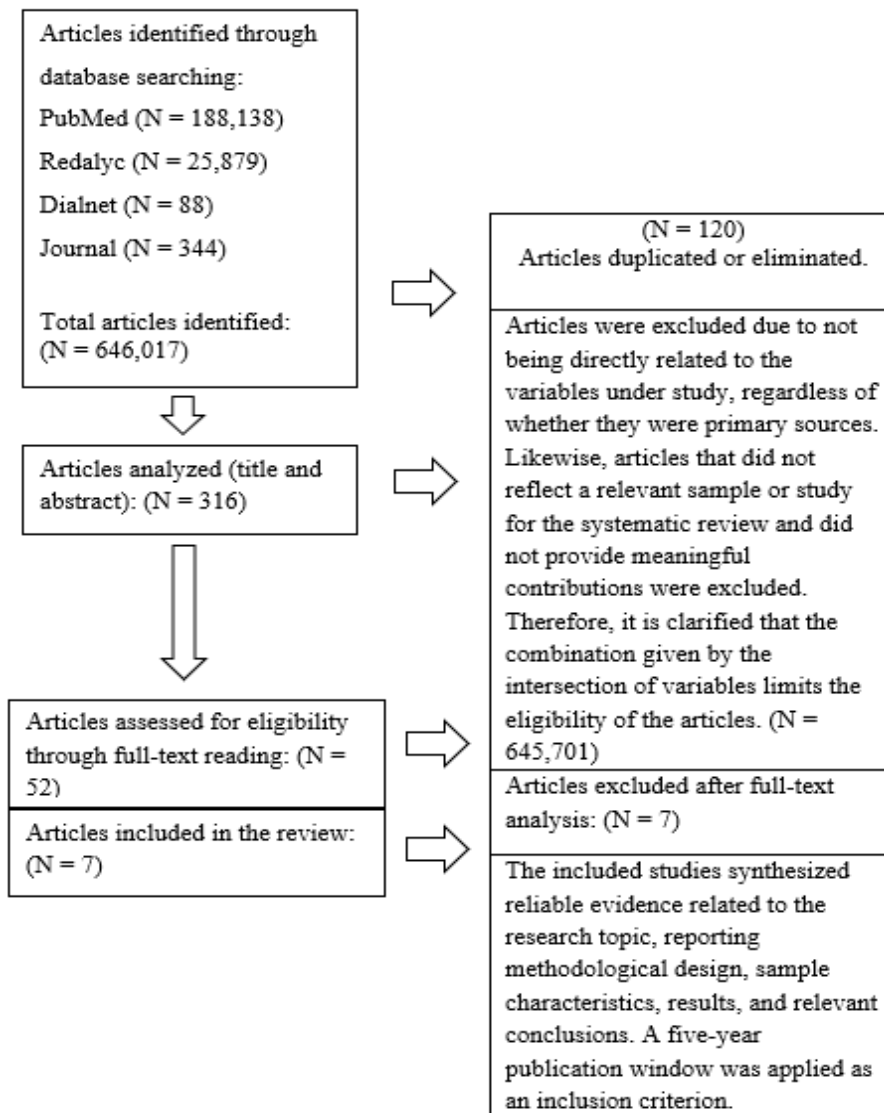 Articles identified through
database searching:
PubMed (N = 188,138)
Redalyc (N = 25,879)
Dialnet (N = 88)
Journal (N = 344)
Total articles identified:
(N = 646,017)
(N = 120)
Articles duplicated or eliminated.
Articles analyzed (title and
abstract): (N = 316)
Articles were excluded due to not
being directly related to the
variables under study, regardless of
whether they were primary sources.
Likewise, articles that did not
reflect a relevant sample or study
for the systematic review and did
not provide meaningful
contributions were excluded.
Therefore, it is clarified that the
combination given by the
intersection of variables limits the
eligibility of the articles. (N =
645,701)
Articles assessed for eligibility
through full-text reading: (N =
52)
Articles excluded after full-text
analysis: (N = 7)
Articles included in the review:
(N = 7)
The included studies synthesized
reliable evidence related to the
research topic, reporting
methodological design, sample
characteristics, results, and relevant
conclusions. A five-year
publication window was applied as
an inclusion criterion.